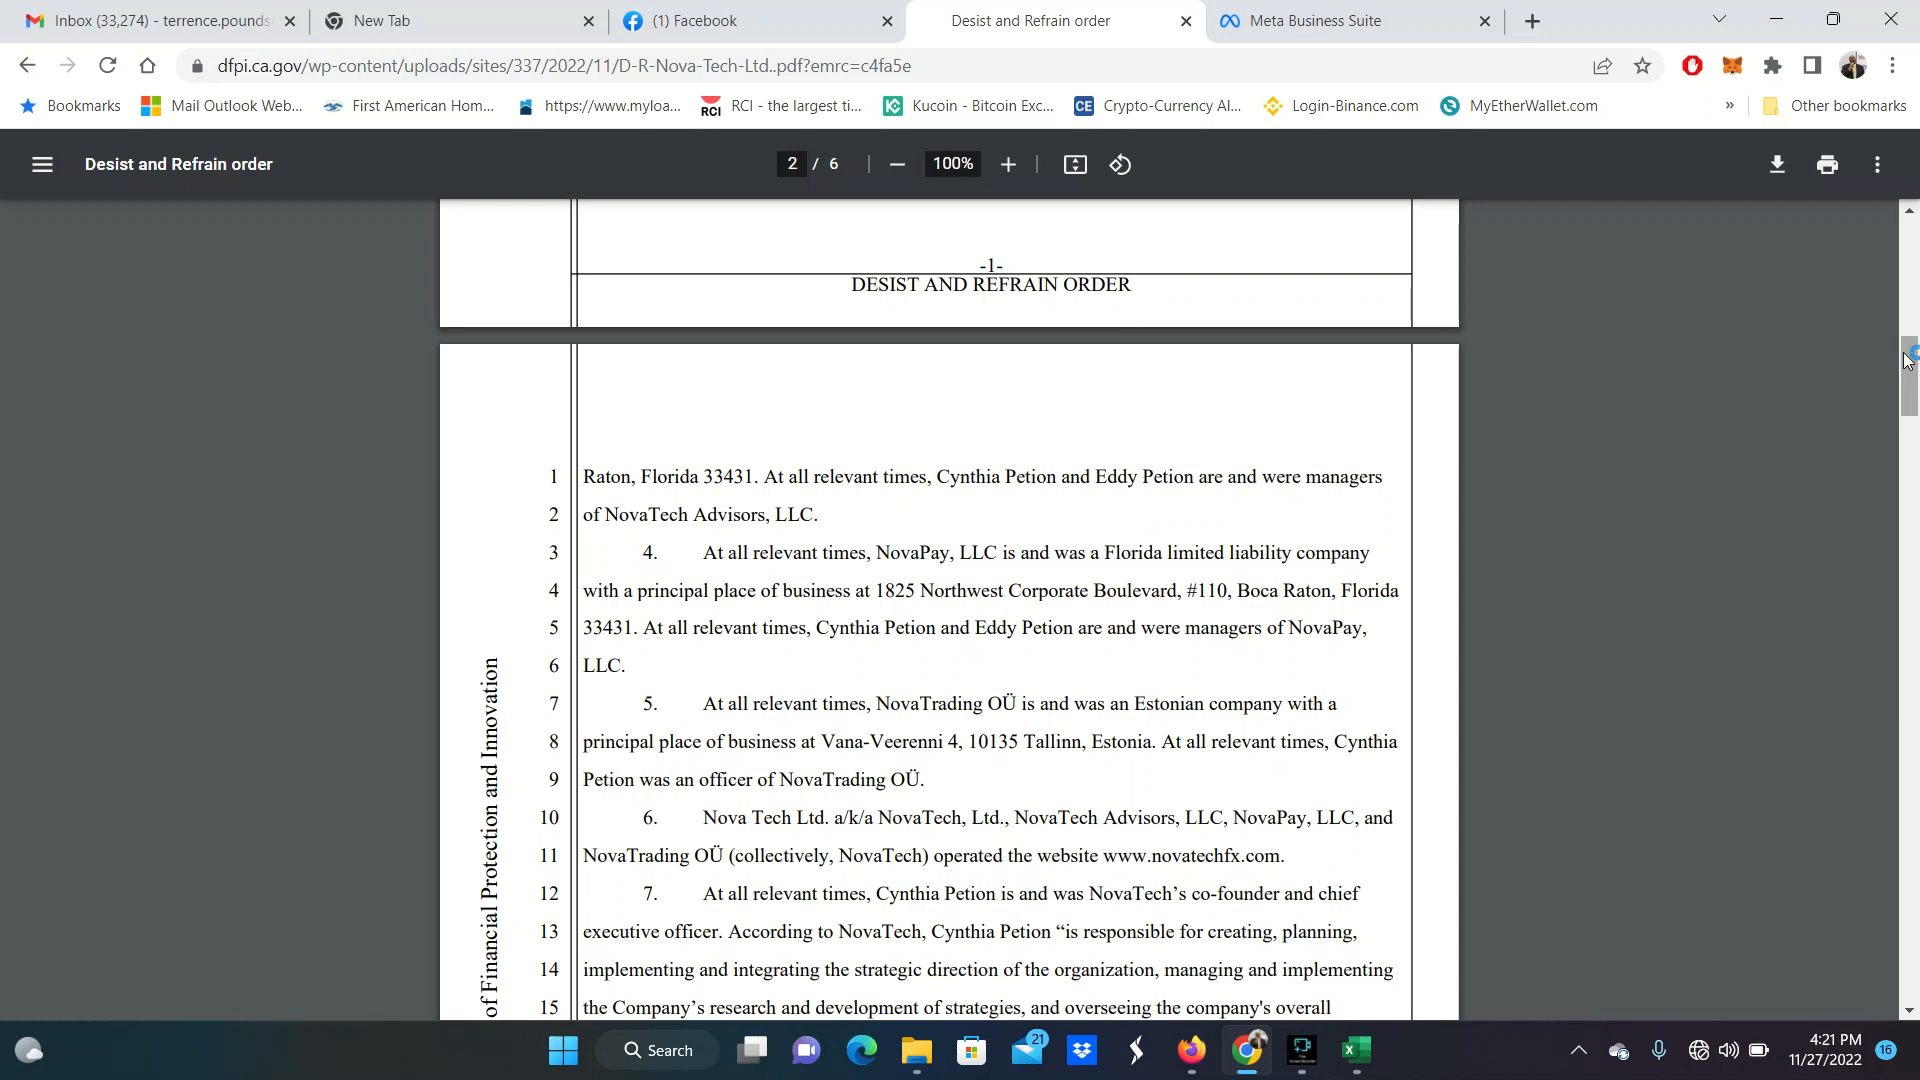 Inbox (33,274) - terrence.pounds
New Tab
(1) Facebook
Desist and Refrain order
Meta Business Suite
dfpi.ca.gov/wp-content/uploads/sites/337/2022/11/D-R-Nova-Tech-Ltd..pdf?emrc=c4fa5e
Bookmarks
Mail Outlook Web...
First American Hom...
https://www.myloa...
RCI
RCI - the largest ti...
Kucoin - Bitcoin Exc...
CE
Crypto-Currency Al...
Login-Binance.com
MyEtherWallet.com
»
Other bookmarks
Desist and Refrain order
2 / 6
100%
-1-
DESIST AND REFRAIN ORDER
of Financial Protection and Innovation
1 Raton, Florida 33431. At all relevant times, Cynthia Petion and Eddy Petion are and were managers
2 of NovaTech Advisors, LLC.
3 4. At all relevant times, NovaPay, LLC is and was a Florida limited liability company
4 with a principal place of business at 1825 Northwest Corporate Boulevard, #110, Boca Raton, Florida
5 33431. At all relevant times, Cynthia Petion and Eddy Petion are and were managers of NovaPay,
6 LLC.
7 5. At all relevant times, NovaTrading OÜ is and was an Estonian company with a
8 principal place of business at Vana-Veerenni 4, 10135 Tallinn, Estonia. At all relevant times, Cynthia
9 Petion was an officer of NovaTrading OÜ.
10 6. Nova Tech Ltd. a/k/a NovaTech, Ltd., NovaTech Advisors, LLC, NovaPay, LLC, and
11 NovaTrading OÜ (collectively, NovaTech) operated the website www.novatechfx.com.
12 7. At all relevant times, Cynthia Petion is and was NovaTech’s co-founder and chief
13 executive officer. According to NovaTech, Cynthia Petion “is responsible for creating, planning,
14 implementing and integrating the strategic direction of the organization, managing and implementing
15 the Company’s research and development of strategies, and overseeing the company's overall
Search
21
4:21 PM
11/27/2022
16